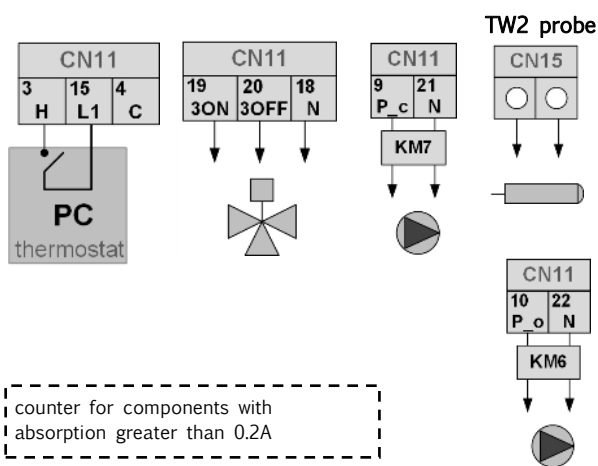 TW2 probe
CN11
3 15 4
H L1 C
PC
thermostat
CN11
19 20 18
3ON 3OFF N
CN11
9 21
P_c N
KM7
CN15
CN11
10 22
P_o N
KM6
counter for components with
absorption greater than 0.2A